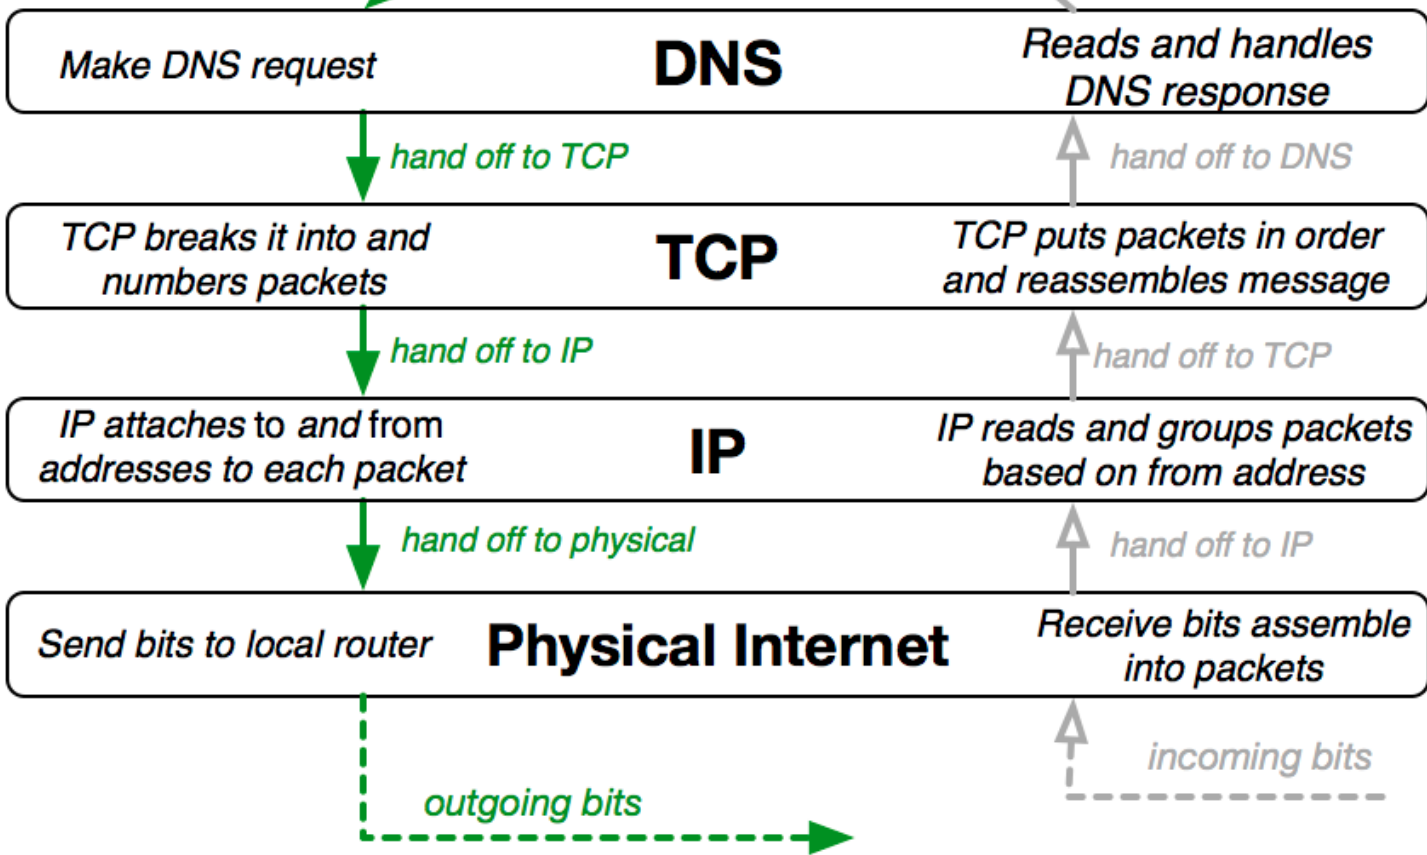 Make DNS request
DNS
Reads and handles
DNS response
hand off to TCP
hand off to DNS
TCP breaks it into and
numbers packets
TCP
TCP puts packets in order
and reassembles message
hand off to IP
hand off to TCP
IP attaches to and from
addresses to each packet
IP
IP reads and groups packets
based on from address
hand off to physical
hand off to IP
Send bits to local router
Physical Internet
Receive bits assemble
into packets
incoming bits
outgoing bits